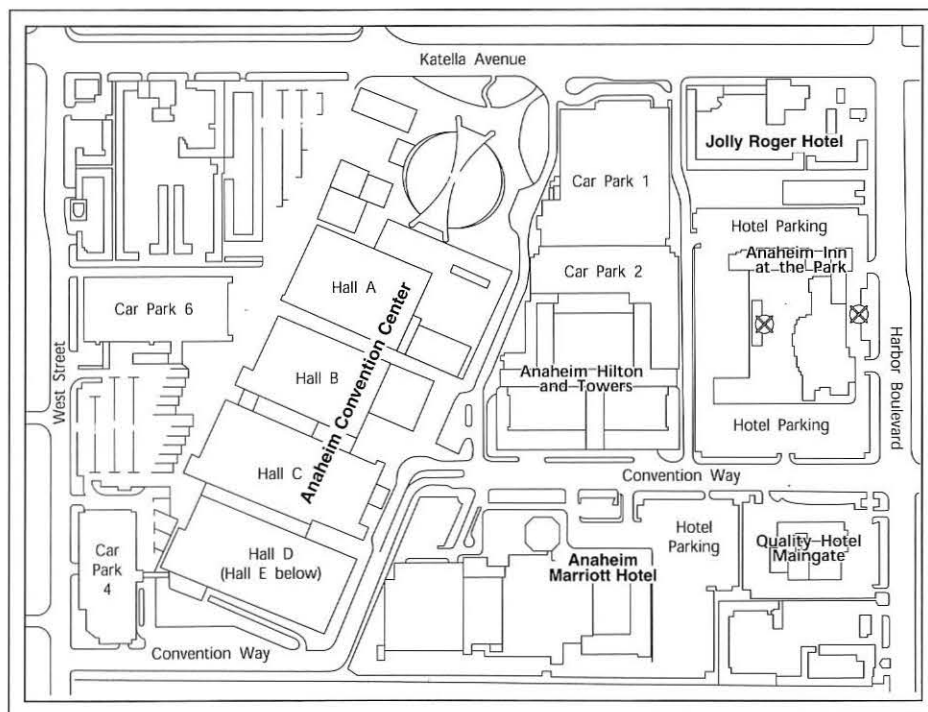 Katella Avenue
Jolly Roger Hotel
Car Park 1
Hotel Parking
Anaheim Inn
at the Park
Car Park 2
Hall A
Car Park 6
Anaheim Convention Center
West Street
Harbor Boulevard
Hall B
Anaheim Hilton
and Towers
Hotel Parking
Hall C
Convention Way
Hotel
Parking
Quality Hotel
Maingate
Car
Park
4
Hall D
(Hall E below)
Anaheim
Marriott Hotel
Convention Way